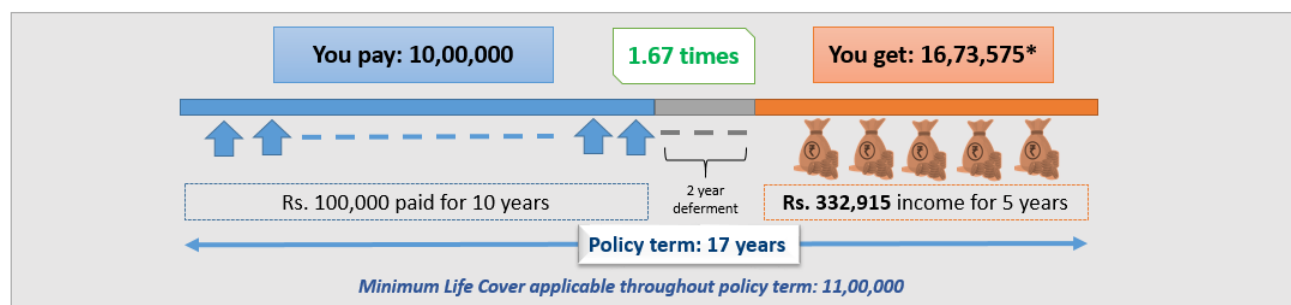 You pay: 10,00,000
1.67 times
You get: 16,73,575*
2 year
deferment
Rs. 100,000 paid for 10 years
Rs. 332,915 income for 5 years
Policy term: 17 years
Minimum Life Cover applicable throughout policy term: 11,00,000